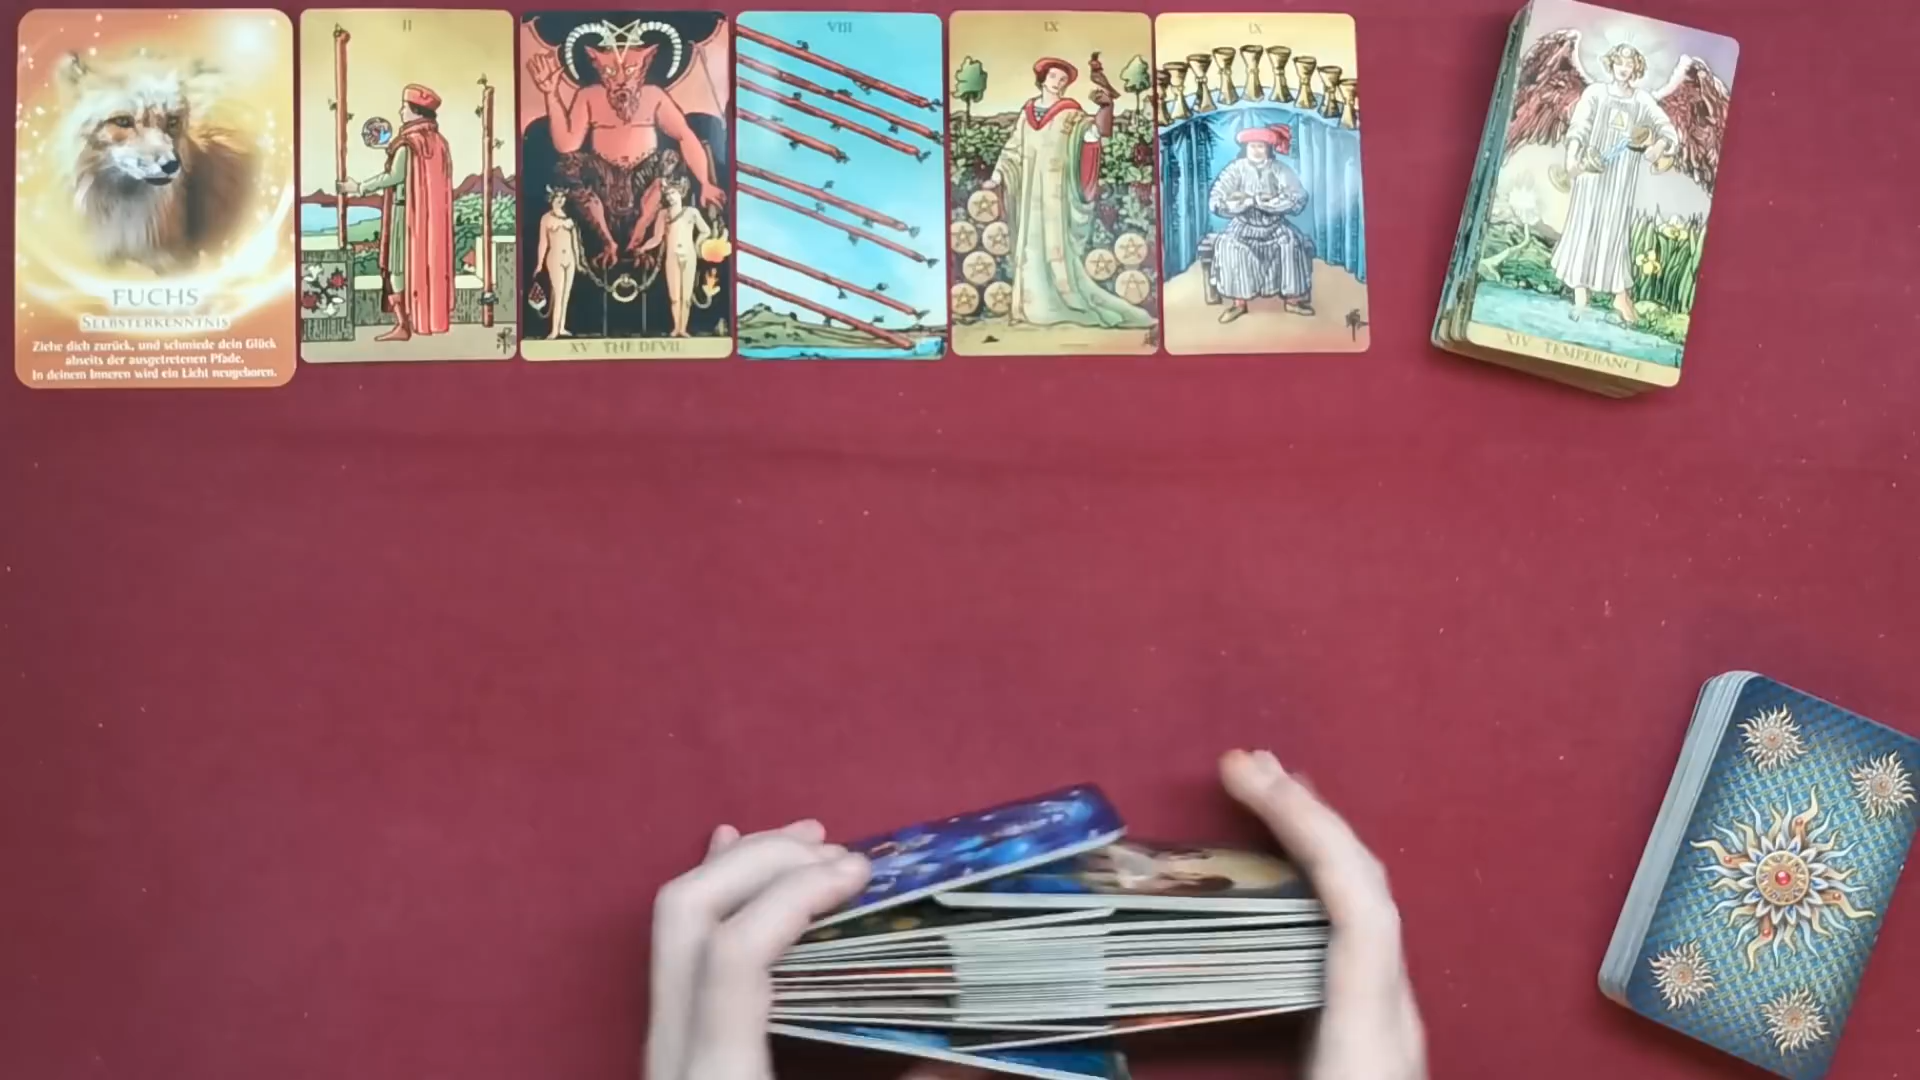 FUCHS
SELBSTERKENNTNIS
Ziehe dich zurück, und schmiede dein Glück
abseits der ausgetretenen Pfade.
In deinem Inneren wird ein Licht neugeboren.
II
XV THE DEVIL
VIII
IX
IX
XIV TEMPERANCE